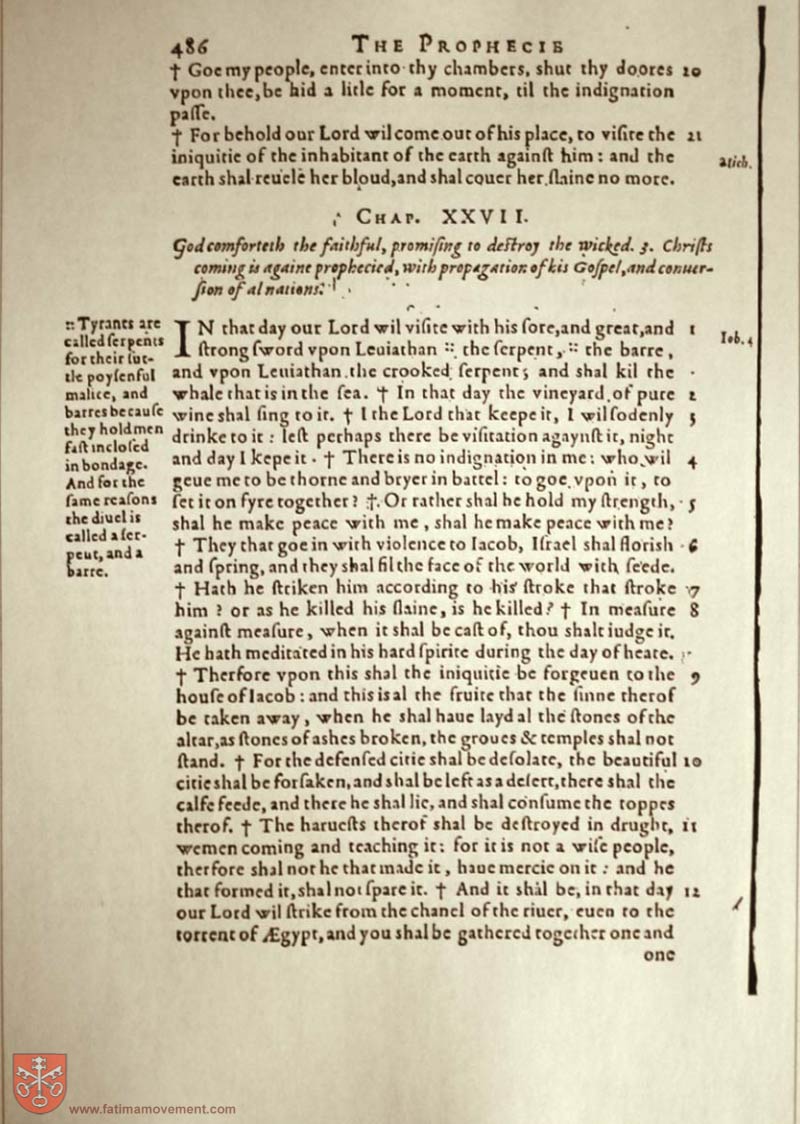 486 THE PROPHECIE
† Goe my people, enter into thy chambers, shut thy doores 20
vpon thee, be hid a litle for a moment, til the indignation
paſſe.
† For behold our Lord wil come out of his place, to viſite the 21
iniquitie of the inhabitant of the earth againſt him: and the
earth shal reuele her bloud, and shal couer her ſlaine no more.
Mich.
CHAP. XXVII.
God comforteth the faithful, promiſing to deſtroy the wicked. 3. Chriſts
coming is againe prophecied, with propagation of his Goſpel, and conuer-
ſion of al nations.
:: Tyrants are
called ſerpents
for their ſut-
tle poyſenful
malice, and
barres becauſe
they hold men
faſt incloſed
in bondage.
And for the
ſame reaſons
the diuel is
called a ſer-
pent, and a
barre.
IN that day our Lord wil viſite with his ſore, and great, and 1
ſtrong ſword vpon Leuiathan :: the ſerpent, :: the barre,
and vpon Leuiathan the crooked ſerpent; and shal kil the
whale that is in the ſea. † In that day the vineyard of pure 2
wine shal ſing to it. † I the Lord that keepe it, I wil ſodenly 3
drinke to it: leſt perhaps there be viſitation agaynſt it, night
and day I kepe it. † There is no indignation in me: who wil 4
geue me to be thorne and bryer in battel: to goe vpon it, to
ſet it on fyre together? †. Or rather shal he hold my ſtrength, 5
shal he make peace with me, shal he make peace with me?
† They that goe in with violence to Iacob, Iſrael shal florish 6
and ſpring, and they shal fil the face of the world with ſeede.
† Hath he ſtriken him according to his ſtroke that ſtroke 7
him? or as he killed his ſlaine, is he killed? † In meaſure 8
againſt meaſure, when it shal be caſt of, thou shalt iudge it.
He hath meditated in his hard ſpirite during the day of heate.
† Therfore vpon this shal the iniquitie be forgeuen to the 9
houſe of Iacob: and this is al the fruite that the ſinne therof
be taken away, when he shal haue layd al the ſtones of the
altar, as ſtones of ashes broken, the groues & temples shal not
ſtand. † For the defenſed citie shal be deſolate, the beautiful 10
citie shal be forſaken, and shal be left as a deſert, there shal the
calfe feede, and there he shal lie, and shal conſume the toppes
therof. † The harueſts therof shal be deſtroyed in drught, 11
wemen coming and teaching it: for it is not a wiſe people,
therfore shal not he that made it, haue mercie on it: and he
that formed it, shal not ſpare it. † And it shal be, in that day 12
our Lord wil ſtrike from the chanel of the riuer, euen to the
torrent of Ægypt, and you shal be gathered together one and
one
Iob. 4
www.fatimamovement.com